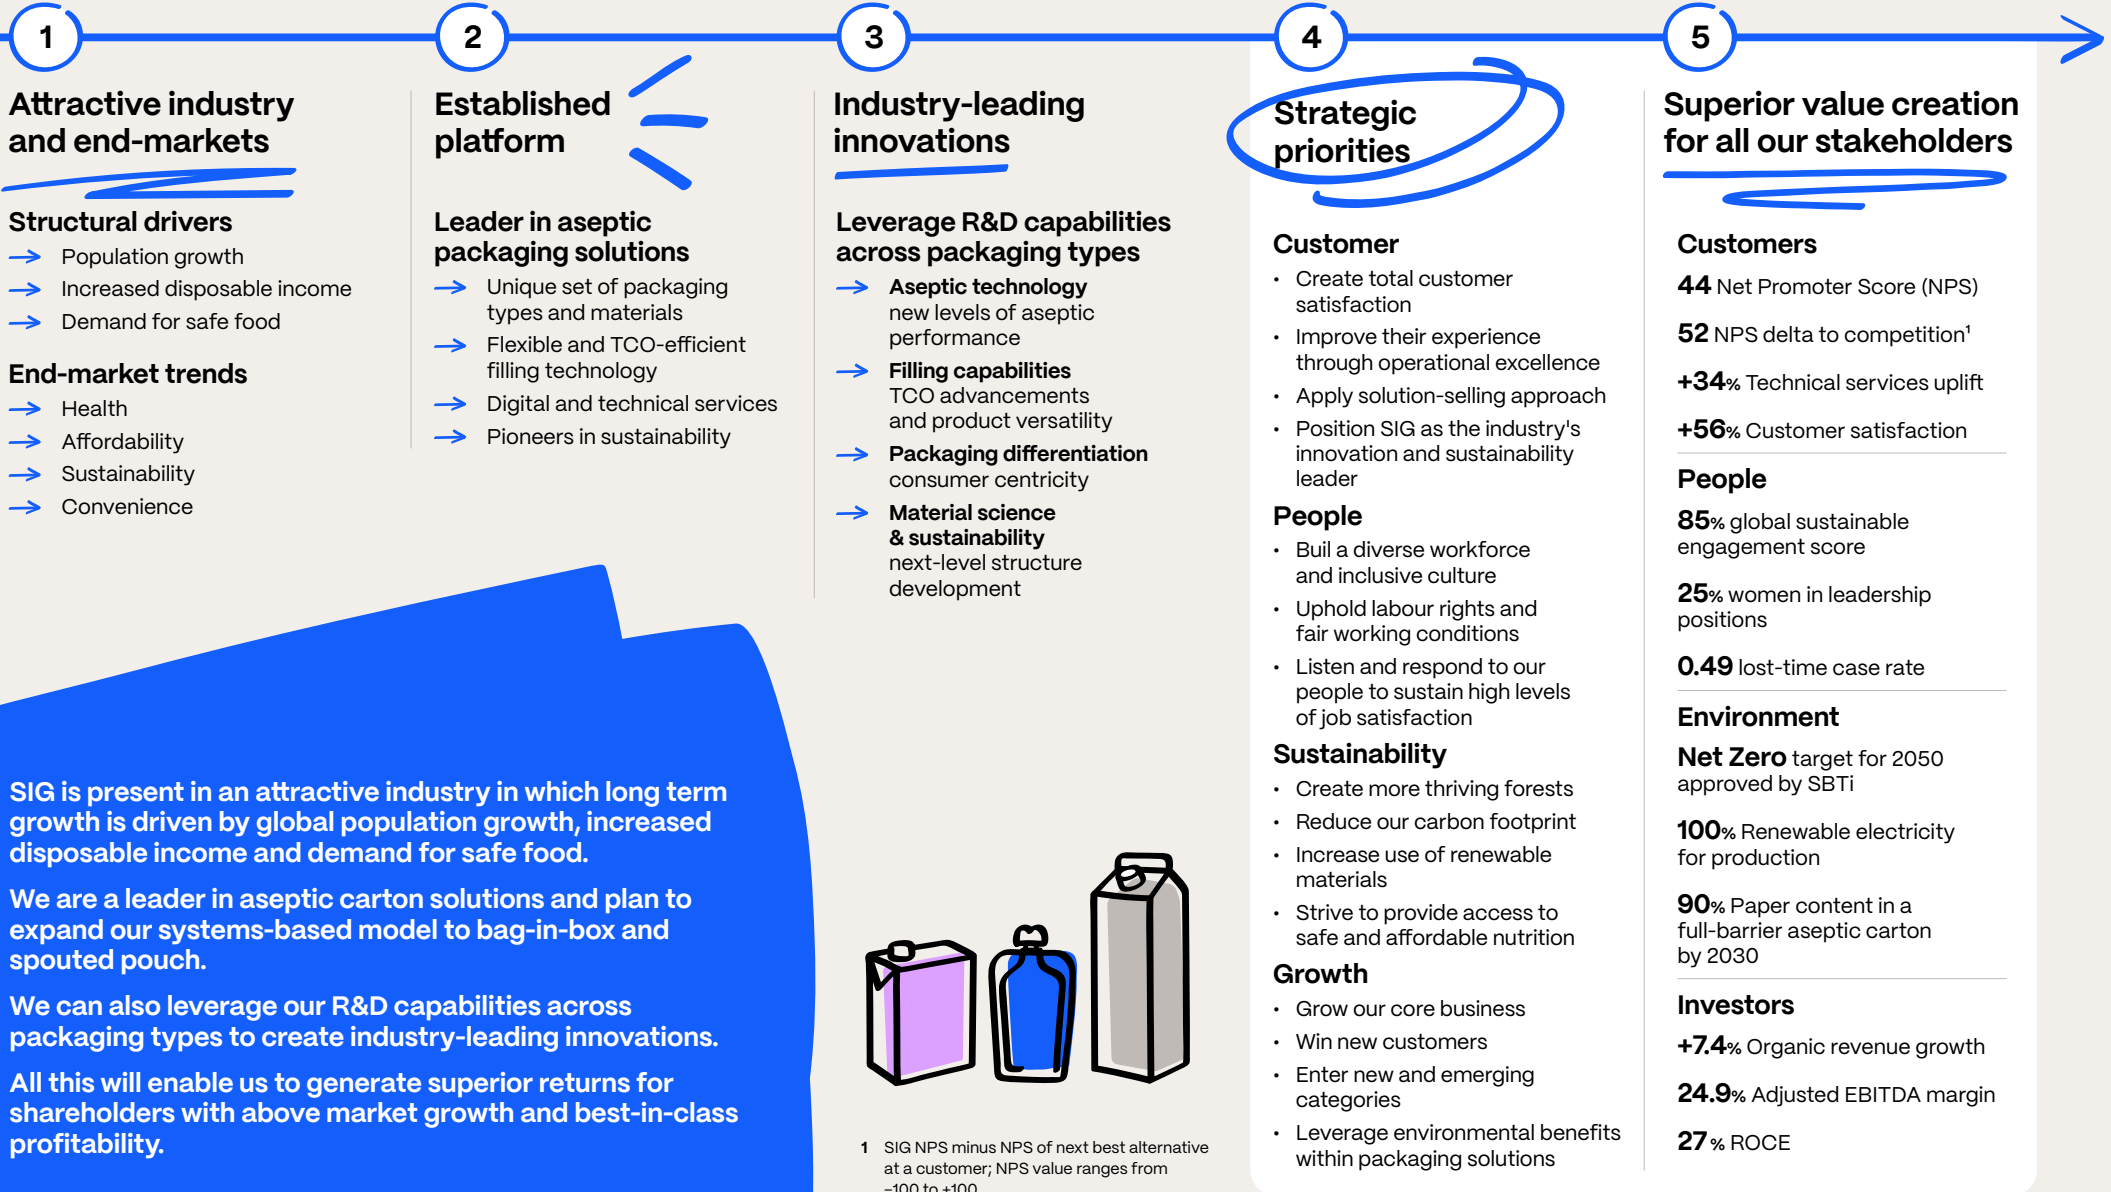 1
Attractive industry
and end-markets
Structural drivers
Population growth
Increased disposable income
Demand for safe food
End-market trends
Health
Affordability
Sustainability
Convenience
2
Established
platform
Leader in aseptic
packaging solutions
Unique set of packaging
types and materials
Flexible and TCO-efficient
filling technology
Digital and technical services
Pioneers in sustainability
3
Industry-leading
innovations
Leverage R&D capabilities
across packaging types
Aseptic technology
new levels of aseptic
performance
Filling capabilities
TCO advancements
and product versatility
Packaging differentiation
consumer centricity
Material science
& sustainability
next-level structure
development
4
Strategic
priorities
Customer
• Create total customer
satisfaction
• Improve their experience
through operational excellence
• Apply solution-selling approach
• Position SIG as the industry's
innovation and sustainability
leader
People
• Buil a diverse workforce
and inclusive culture
• Uphold labour rights and
fair working conditions
• Listen and respond to our
people to sustain high levels
of job satisfaction
Sustainability
• Create more thriving forests
• Reduce our carbon footprint
• Increase use of renewable
materials
• Strive to provide access to
safe and affordable nutrition
Growth
• Grow our core business
• Win new customers
• Enter new and emerging
categories
• Leverage environmental benefits
within packaging solutions
5
Superior value creation
for all our stakeholders
Customers
44 Net Promoter Score (NPS)
52 NPS delta to competition¹
+34% Technical services uplift
+56% Customer satisfaction
People
85% global sustainable
engagement score
25% women in leadership
positions
0.49 lost-time case rate
Environment
Net Zero target for 2050
approved by SBTi
100% Renewable electricity
for production
90% Paper content in a
full-barrier aseptic carton
by 2030
Investors
+7.4% Organic revenue growth
24.9% Adjusted EBITDA margin
27% ROCE
SIG is present in an attractive industry in which long term
growth is driven by global population growth, increased
disposable income and demand for safe food.
We are a leader in aseptic carton solutions and plan to
expand our systems-based model to bag-in-box and
spouted pouch.
We can also leverage our R&D capabilities across
packaging types to create industry-leading innovations.
All this will enable us to generate superior returns for
shareholders with above market growth and best-in-class
profitability.
1 SIG NPS minus NPS of next best alternative
at a customer; NPS value ranges from
−100 to +100